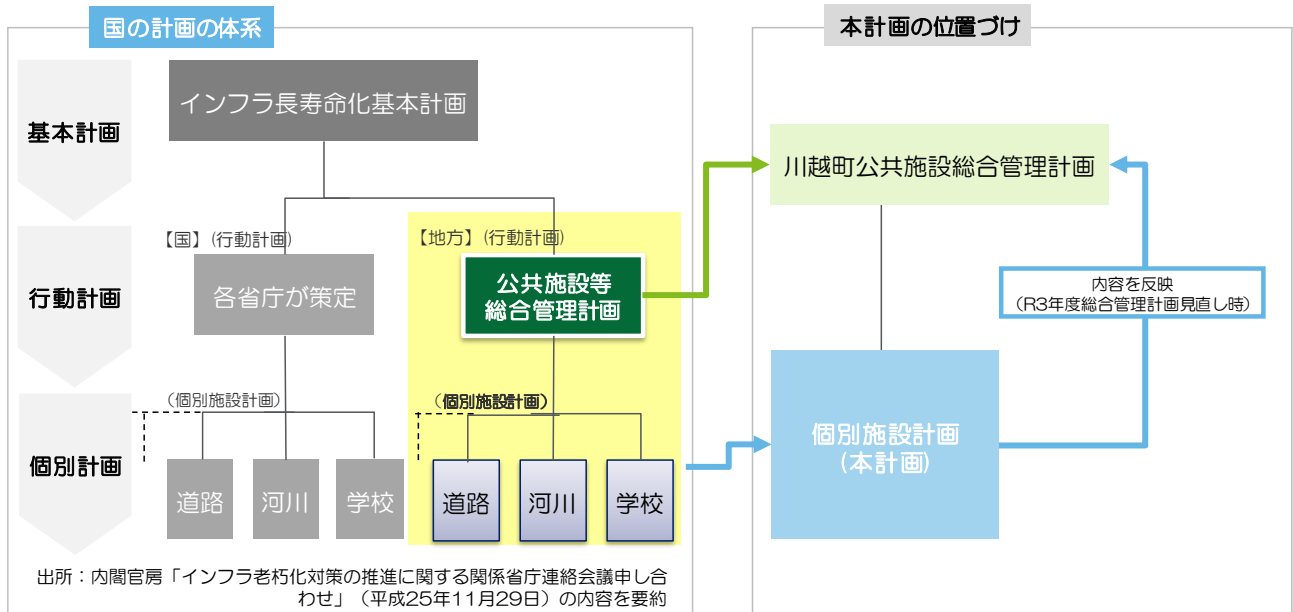 国の計画の体系
本計画の位置づけ
基本計画
インフラ長寿命化基本計画
川越町公共施設総合管理計画
【国】(行動計画)
【地方】(行動計画)
行動計画
各省庁が策定
公共施設等
総合管理計画
内容を反映
(R3年度総合管理計画見直し時)
(個別施設計画)
(個別施設計画)
個別計画
道路
河川
学校
道路
河川
学校
個別施設計画
(本計画)
出所:内閣官房「インフラ老朽化対策の推進に関する関係省庁連絡会議申し合
わせ」(平成25年11月29日)の内容を要約